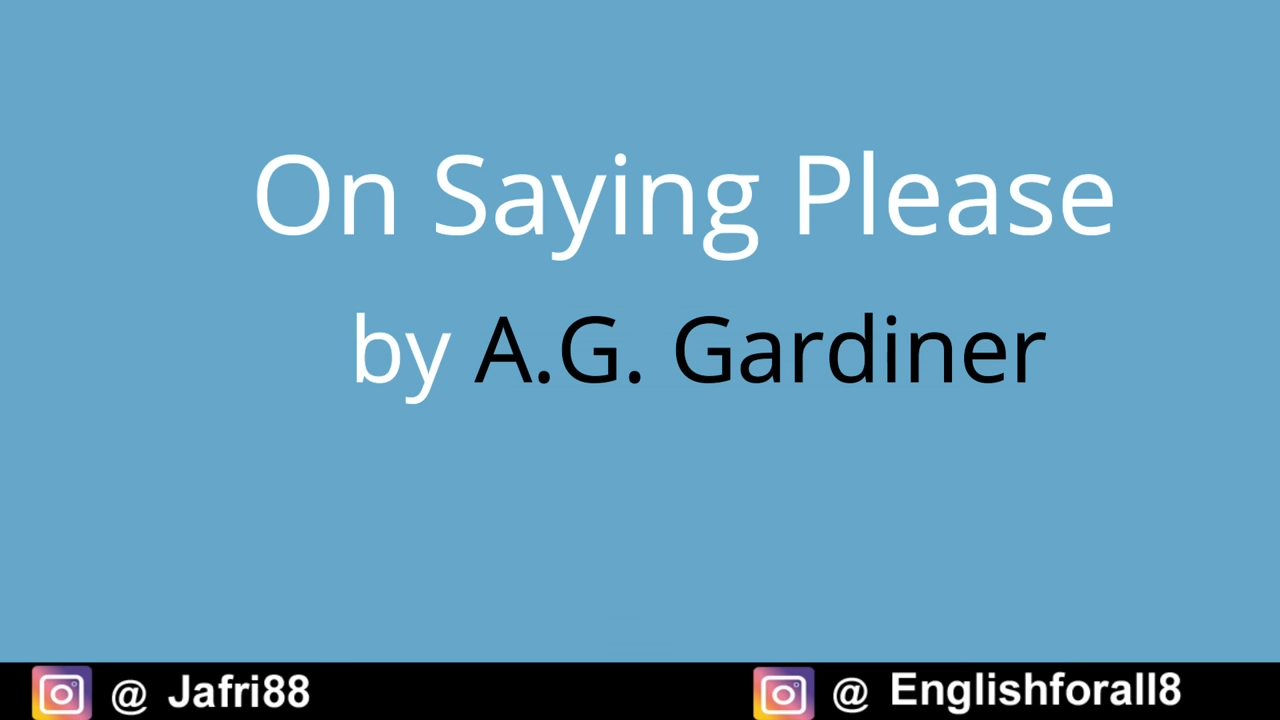 On Saying Please
by A.G. Gardiner
@ Jafri88
@ Englishforall8